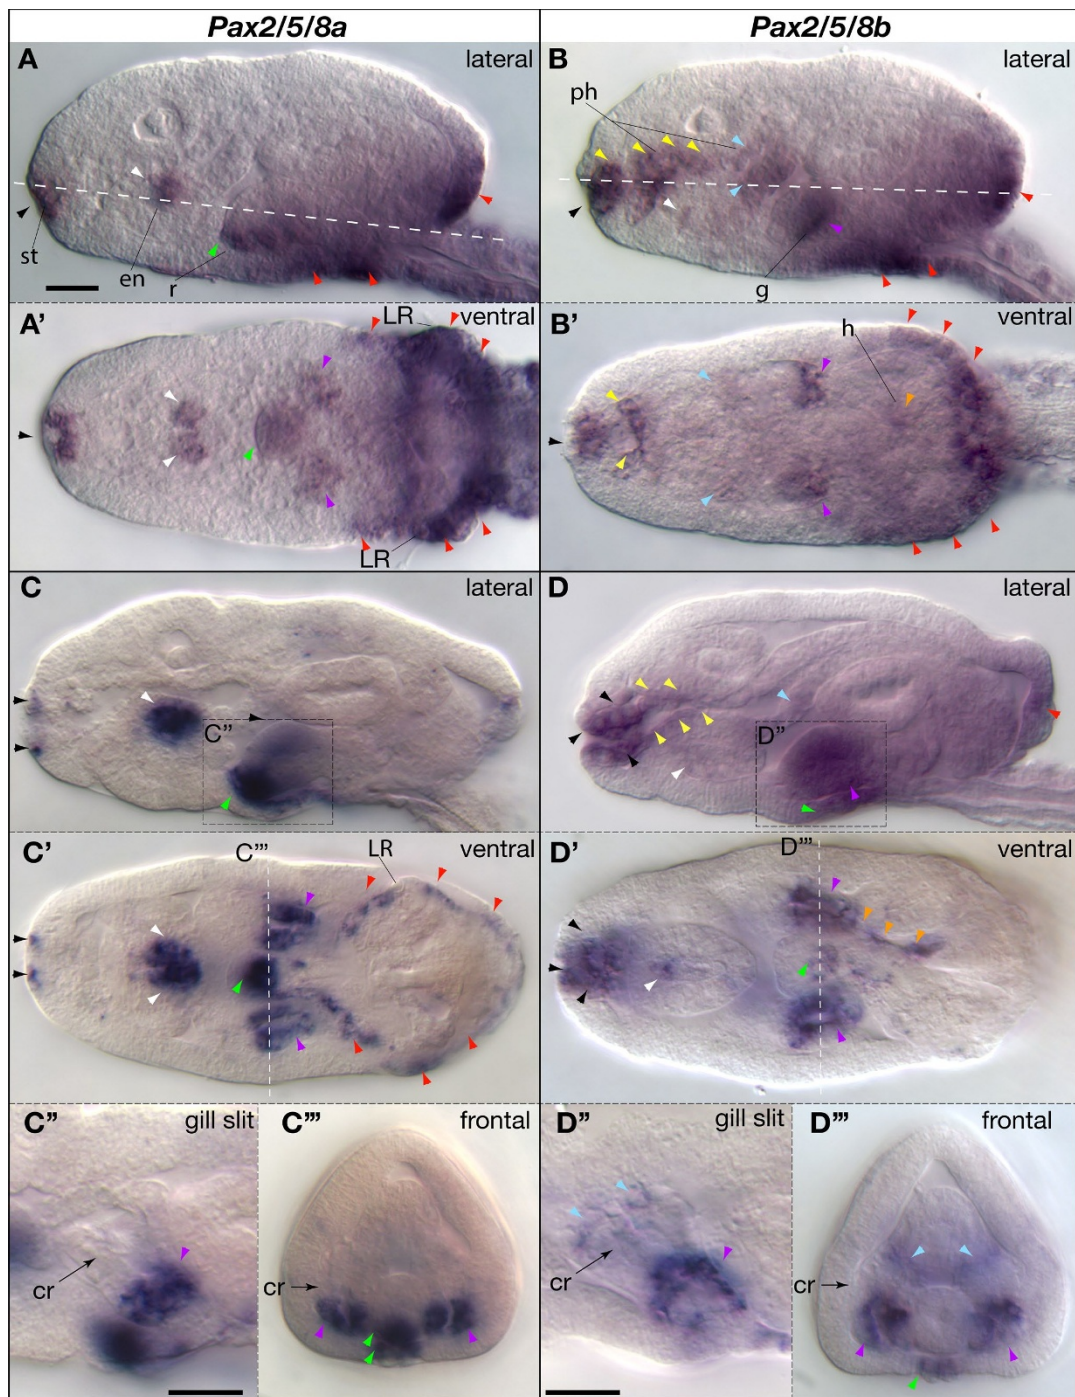 Pax2/5/8a
Pax2/5/8b
A
lateral
st
en
r
B
lateral
ph
g
A'
LR
ventral
LR
B'
ventral
h
C
lateral
C''
D
lateral
D''
C'
C'''
LR
ventral
D'
D'''
ventral
C''
gill slit
cr
C'''
frontal
cr
D''
gill slit
cr
D'''
frontal
cr